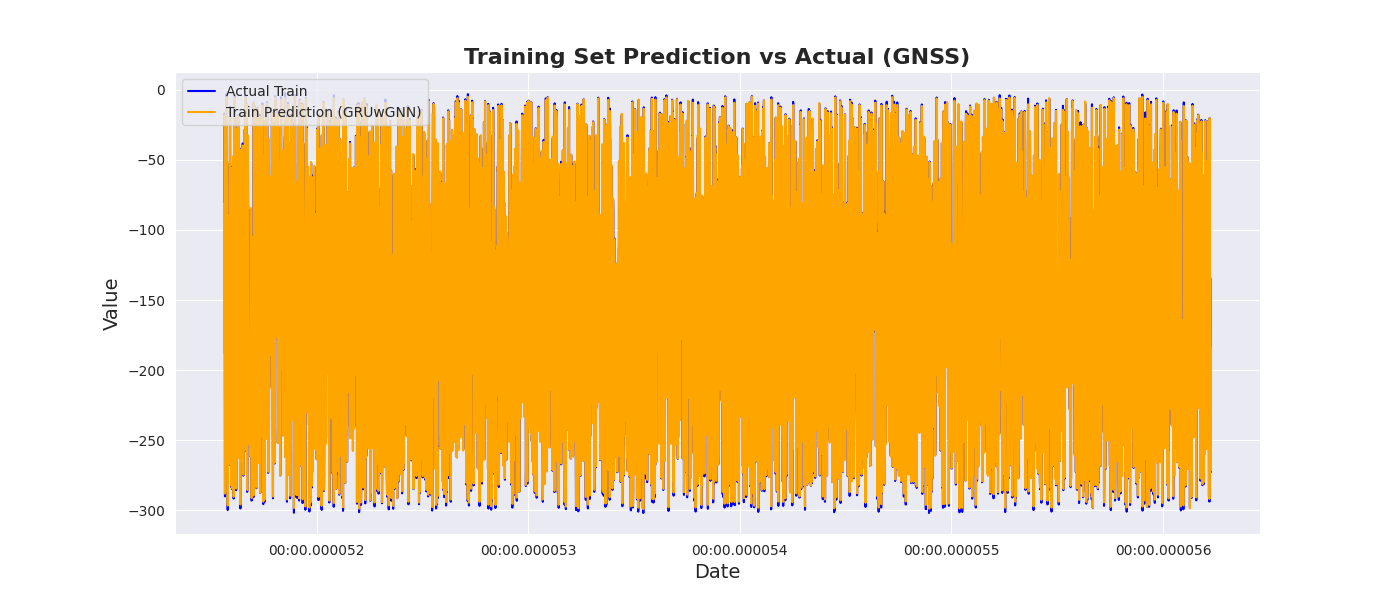 Training Set Prediction vs Actual (GNSS)
Actual Train
Train Prediction (GRUwGNN)
Value
0
−50
−100
−150
−200
−250
−300
00:00.000052 00:00.000053 00:00.000054 00:00.000055 00:00.000056
Date